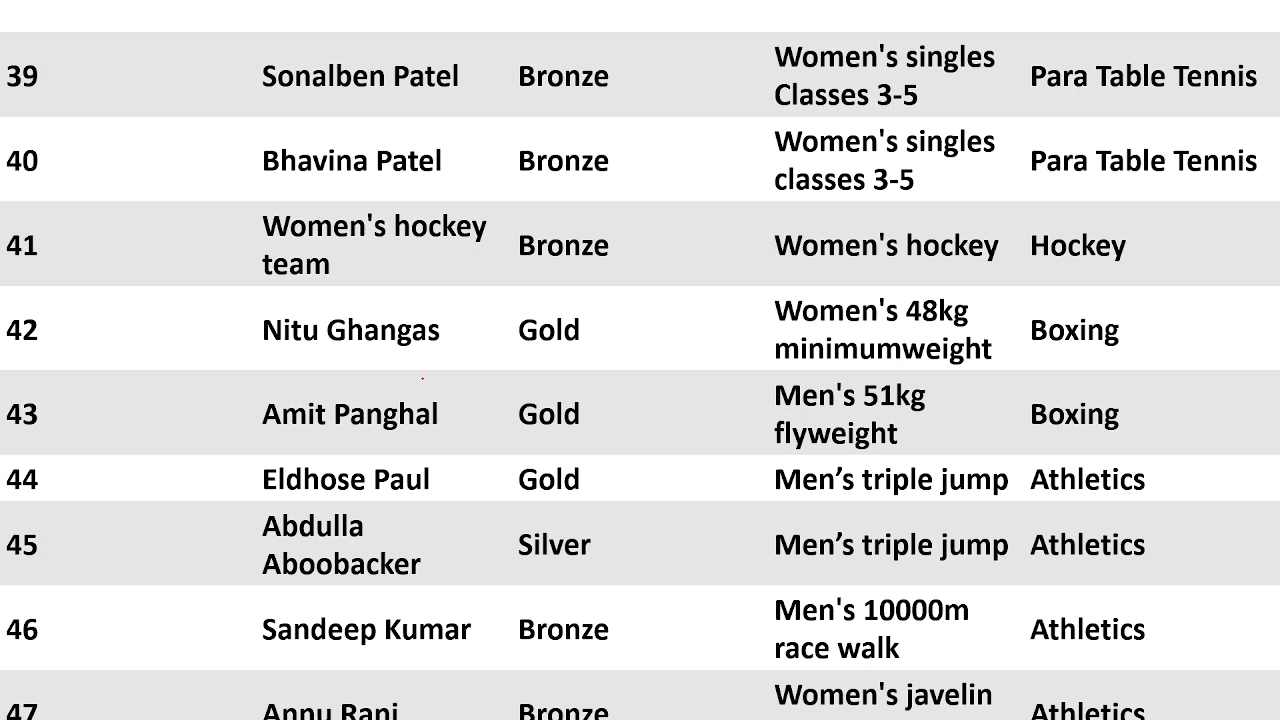 39 Sonalben Patel Bronze Women's singles Classes 3-5 Para Table Tennis
40 Bhavina Patel Bronze Women's singles classes 3-5 Para Table Tennis
41 Women's hockey team Bronze Women's hockey Hockey
42 Nitu Ghangas Gold Women's 48kg minimumweight Boxing
43 Amit Panghal Gold Men's 51kg flyweight Boxing
44 Eldhose Paul Gold Men’s triple jump Athletics
45 Abdulla Aboobacker Silver Men’s triple jump Athletics
46 Sandeep Kumar Bronze Men's 10000m race walk Athletics
47 Annu Rani Bronze Women's javelin Athletics